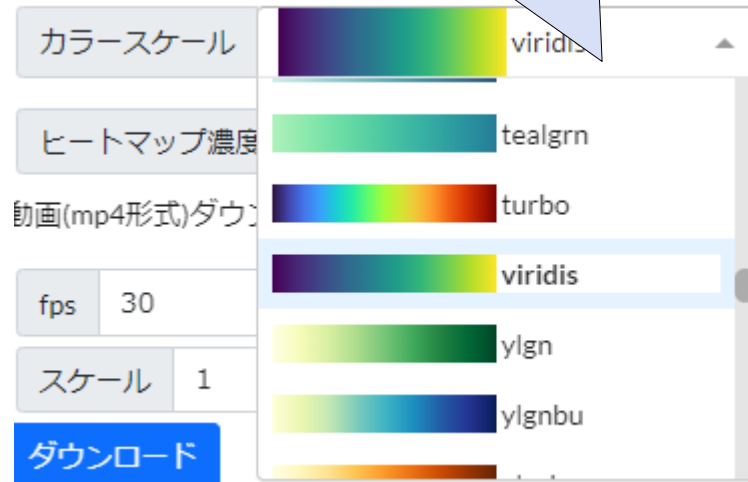 カラースケール
viridis
ヒートマップ濃度
tealgrn
turbo
動画(mp4形式)ダウン
viridis
fps 30
ylgn
スケール 1
ylgnbu
ダウンロード